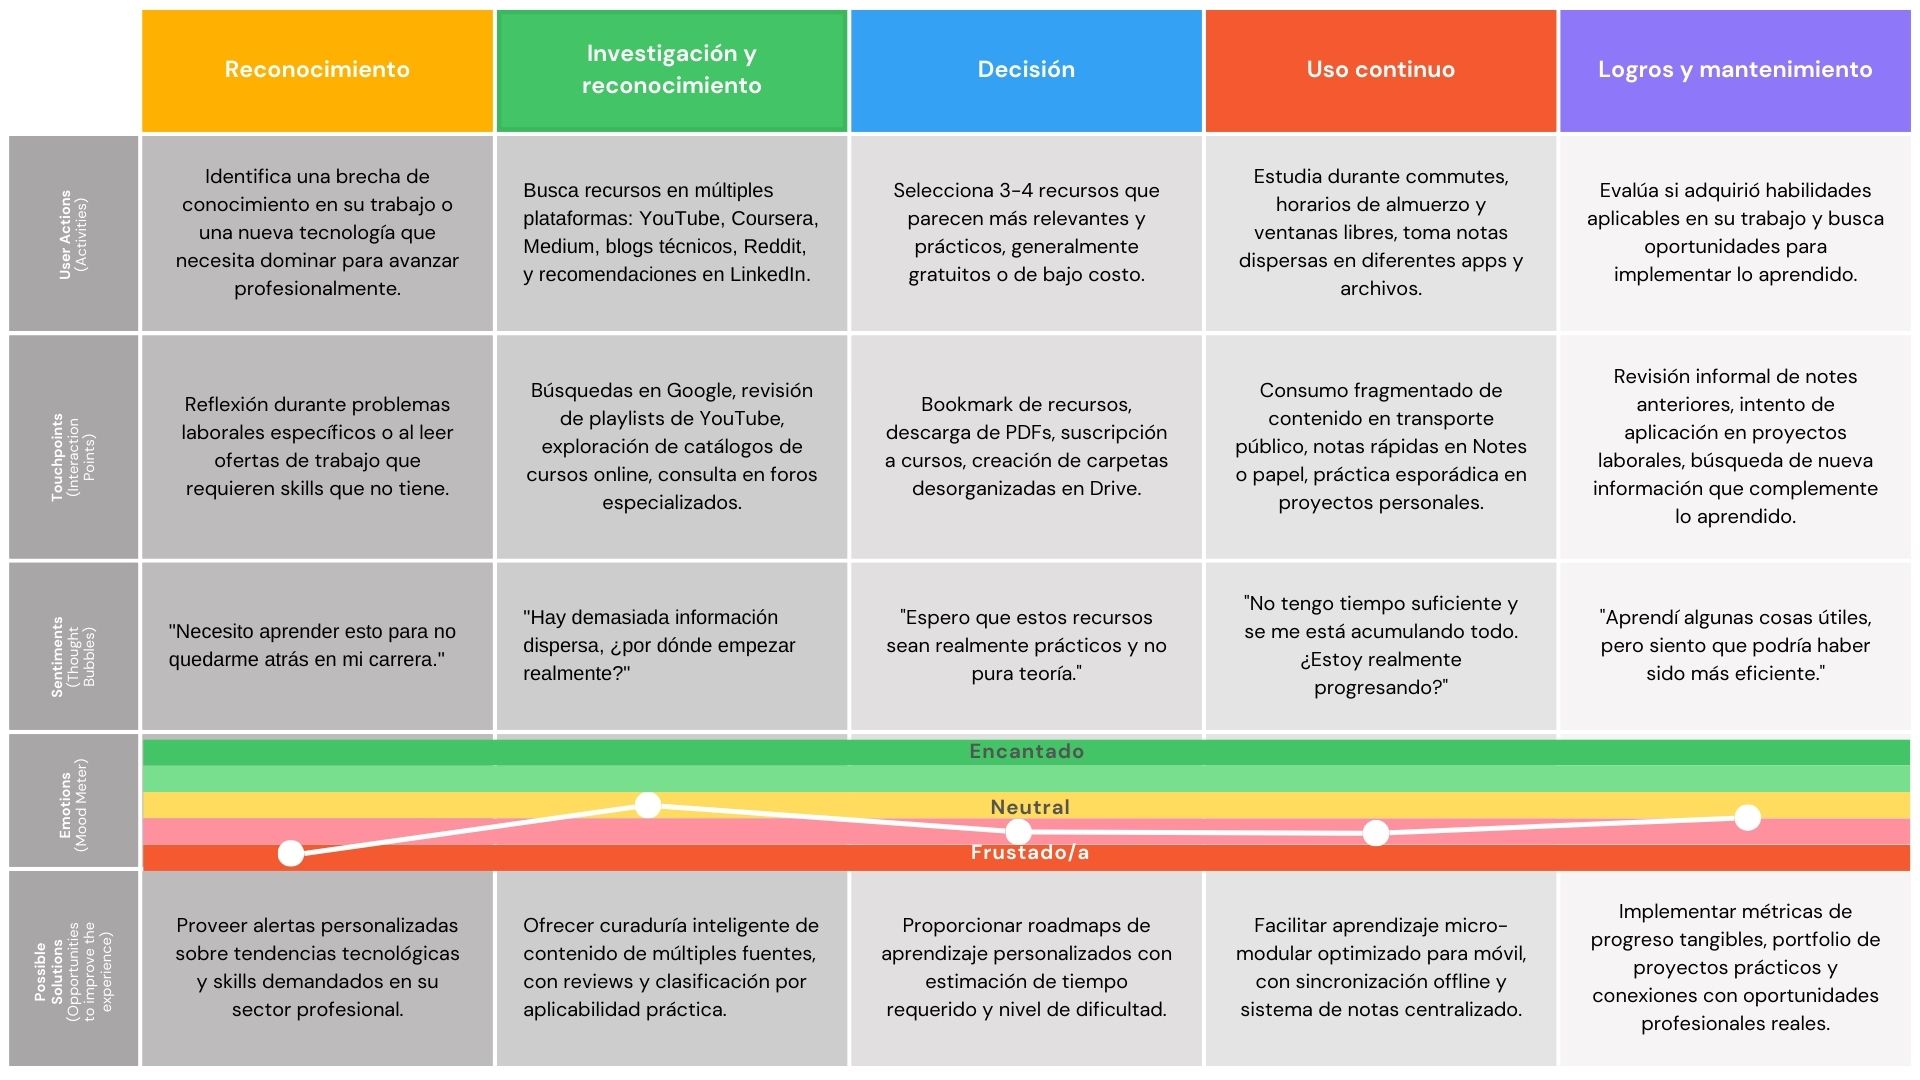 Reconocimiento
Investigación y
reconocimiento
Decisión
Uso continuo
Logros y mantenimiento
User Actions
(Activities)
Identifica una brecha de
conocimiento en su trabajo o
una nueva tecnología que
necesita dominar para avanzar
profesionalmente.
Busca recursos en múltiples
plataformas: YouTube, Coursera,
Medium, blogs técnicos, Reddit,
y recomendaciones en LinkedIn.
Selecciona 3-4 recursos que
parecen más relevantes y
prácticos, generalmente
gratuitos o de bajo costo.
Estudia durante commutes,
horarios de almuerzo y
ventanas libres, toma notas
dispersas en diferentes apps y
archivos.
Evalúa si adquirió habilidades
aplicables en su trabajo y busca
oportunidades para
implementar lo aprendido.
Touchpoints
(Interaction
Points)
Reflexión durante problemas
laborales específicos o al leer
ofertas de trabajo que
requieren skills que no tiene.
Búsquedas en Google, revisión
de playlists de YouTube,
exploración de catálogos de
cursos online, consulta en foros
especializados.
Bookmark de recursos,
descarga de PDFs, suscripción
a cursos, creación de carpetas
desorganizadas en Drive.
Consumo fragmentado de
contenido en transporte
público, notas rápidas en Notes
o papel, práctica esporádica en
proyectos personales.
Revisión informal de notes
anteriores, intento de
aplicación en proyectos
laborales, búsqueda de nueva
información que complemente
lo aprendido.
Sentiments
(Thought
Bubbles)
"Necesito aprender esto para no
quedarme atrás en mi carrera."
"Hay demasiada información
dispersa, ¿por dónde empezar
realmente?"
"Espero que estos recursos
sean realmente prácticos y no
pura teoría."
"No tengo tiempo suficiente y
se me está acumulando todo.
¿Estoy realmente
progresando?"
"Aprendí algunas cosas útiles,
pero siento que podría haber
sido más eficiente."
Emotions
(Mood Meter)
Encantado
Neutral
Frustado/a
Possible
Solutions
(Opportunities
to improve the
experience)
Proveer alertas personalizadas
sobre tendencias tecnológicas
y skills demandados en su
sector profesional.
Ofrecer curaduría inteligente de
contenido de múltiples fuentes,
con reviews y clasificación por
aplicabilidad práctica.
Proporcionar roadmaps de
aprendizaje personalizados con
estimación de tiempo
requerido y nivel de dificultad.
Facilitar aprendizaje micro-
modular optimizado para móvil,
con sincronización offline y
sistema de notas centralizado.
Implementar métricas de
progreso tangibles, portfolio de
proyectos prácticos y
conexiones con oportunidades
profesionales reales.